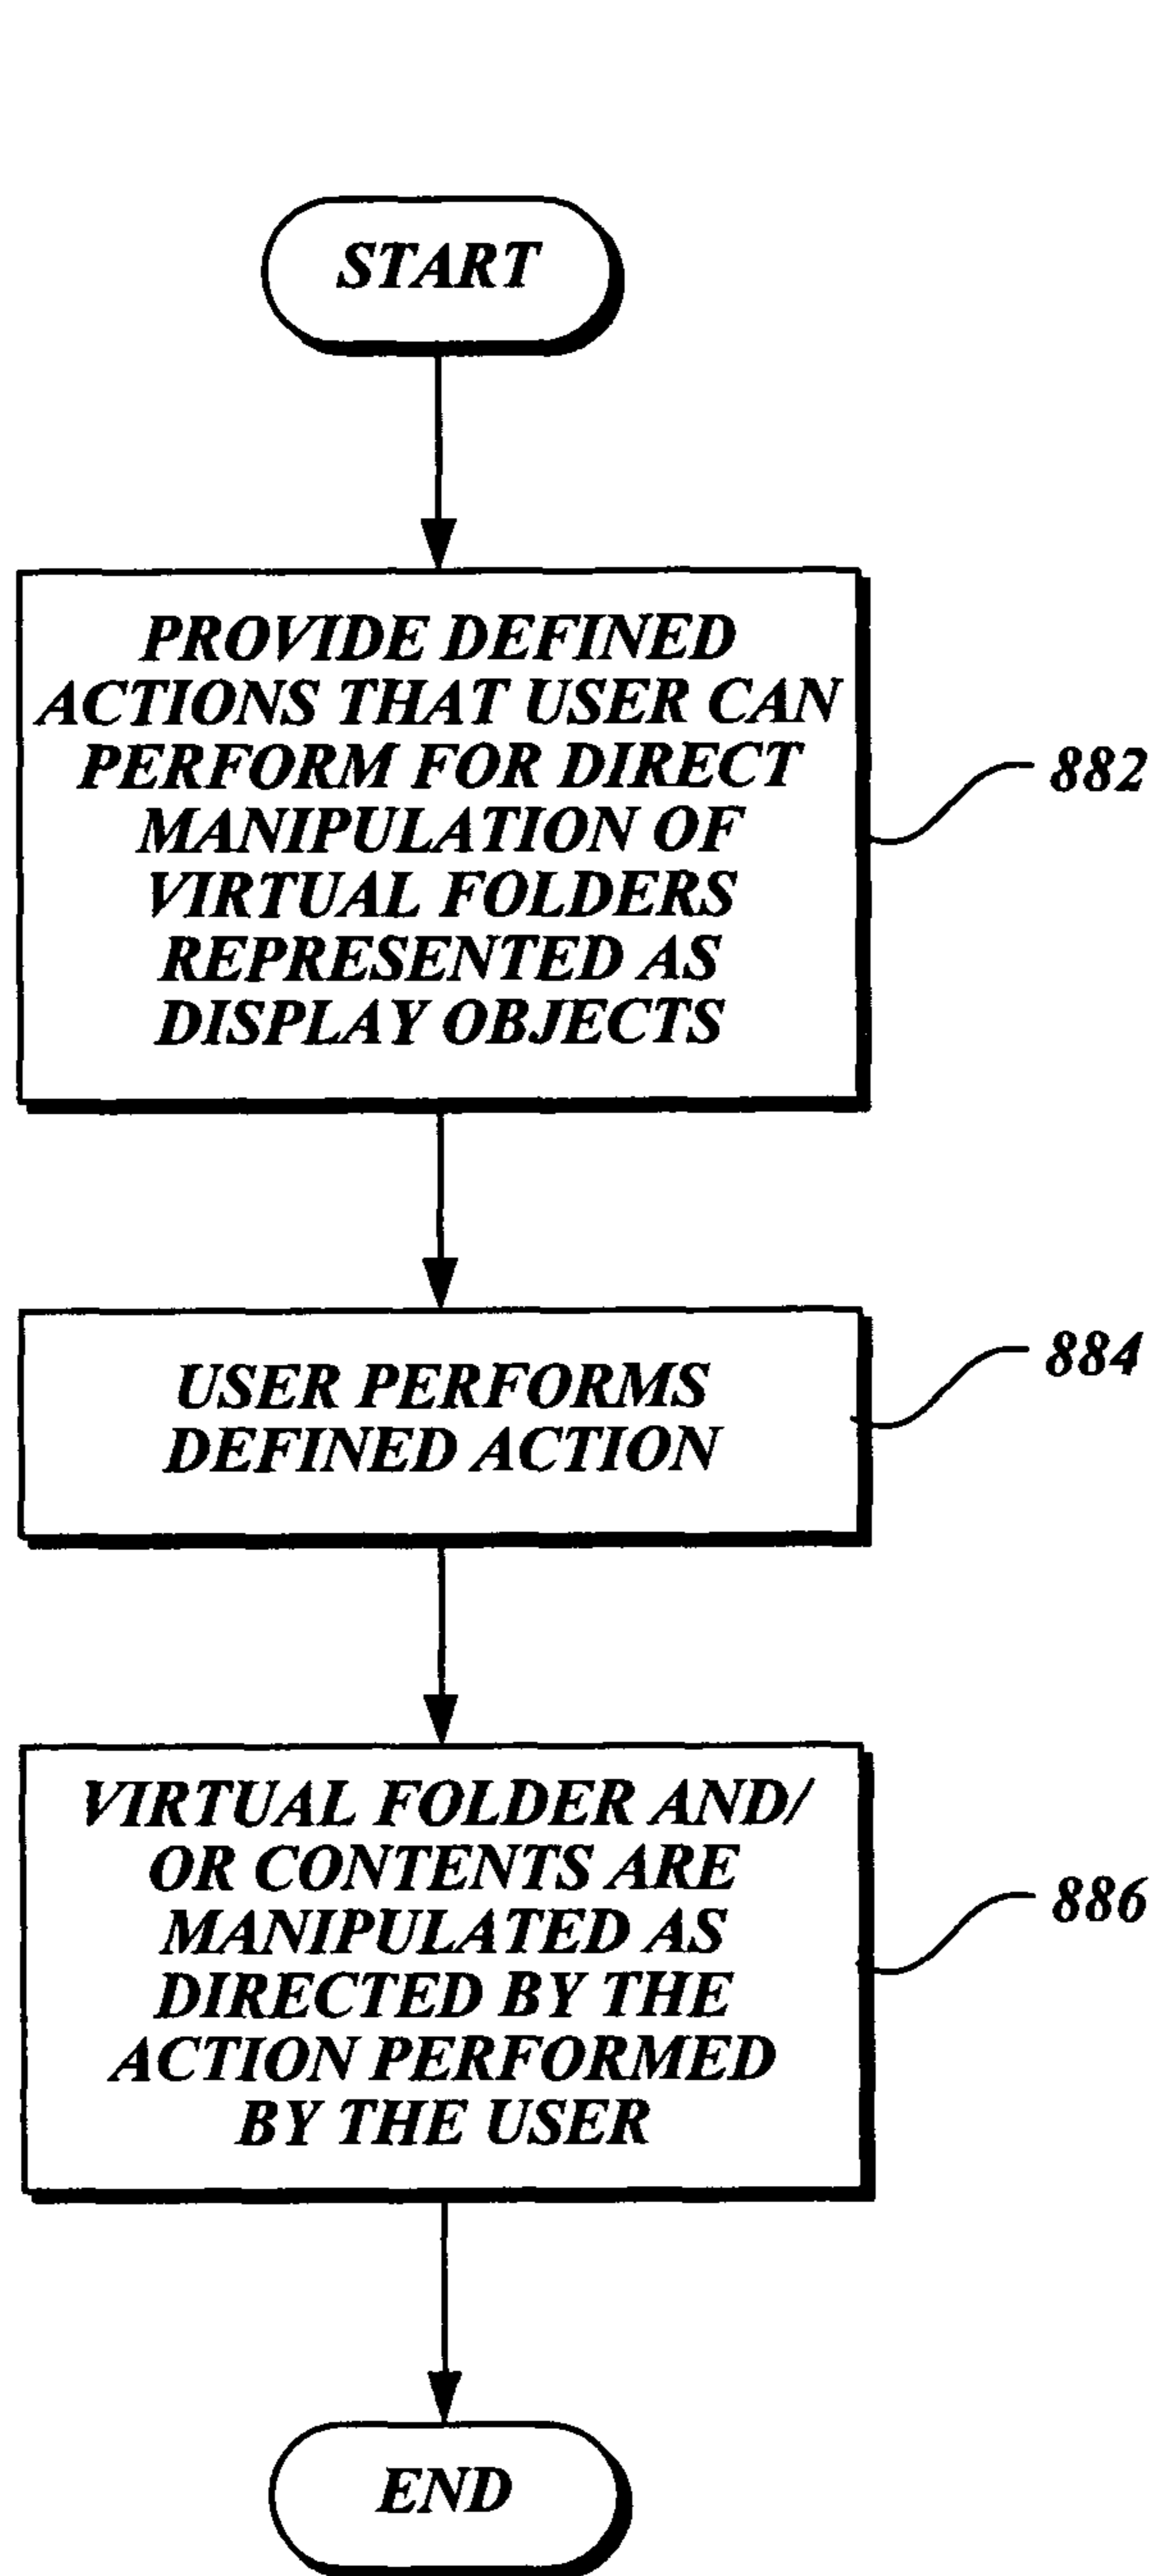 START
PROVIDE DEFINED
ACTIONS THAT USER CAN
PERFORM FOR DIRECT
MANIPULATION OF
VIRTUAL FOLDERS
REPRESENTED AS
DISPLAY OBJECTS
882
USER PERFORMS
DEFINED ACTION
884
VIRTUAL FOLDER AND/
OR CONTENTS ARE
MANIPULATED AS
DIRECTED BY THE
ACTION PERFORMED
BY THE USER
886
END